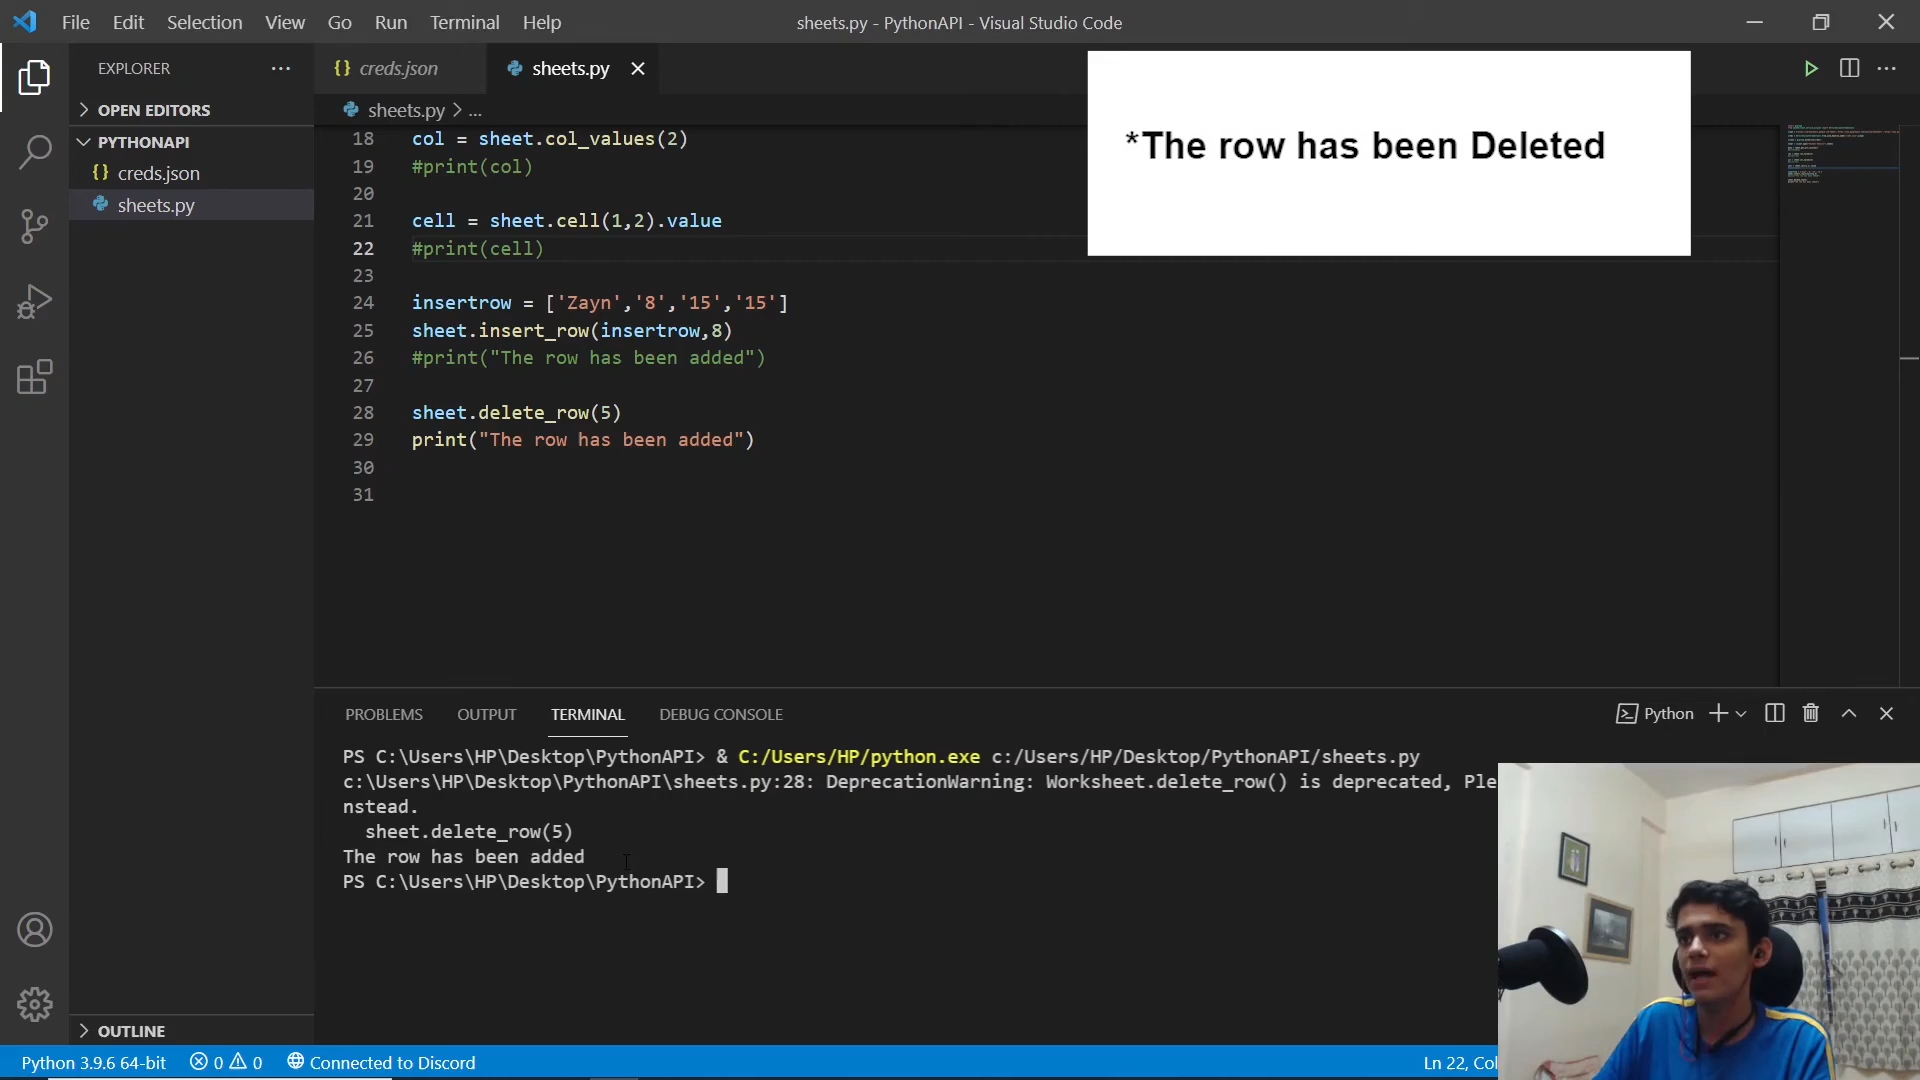 File Edit Selection View Go Run Terminal Help
sheets.py - PythonAPI - Visual Studio Code
EXPLORER
OPEN EDITORS
PYTHONAPI
{} creds.json
sheets.py
OUTLINE
{} creds.json
sheets.py
sheets.py > ...
*The row has been Deleted
18 col = sheet.col_values(2)
19 #print(col)
20
21 cell = sheet.cell(1,2).value
22 #print(cell)
23
24 insertrow = ['Zayn','8','15','15']
25 sheet.insert_row(insertrow,8)
26 #print("The row has been added")
27
28 sheet.delete_row(5)
29 print("The row has been added")
30
31
PROBLEMS OUTPUT TERMINAL DEBUG CONSOLE
Python
PS C:\Users\HP\Desktop\PythonAPI> & C:/Users/HP/python.exe c:/Users/HP/Desktop/PythonAPI/sheets.py
c:\Users\HP\Desktop\PythonAPI\sheets.py:28: DeprecationWarning: Worksheet.delete_row() is deprecated, Ple
nstead.
sheet.delete_row(5)
The row has been added
PS C:\Users\HP\Desktop\PythonAPI>
Python 3.9.6 64-bit 0 0 Connected to Discord
Ln 22, Col